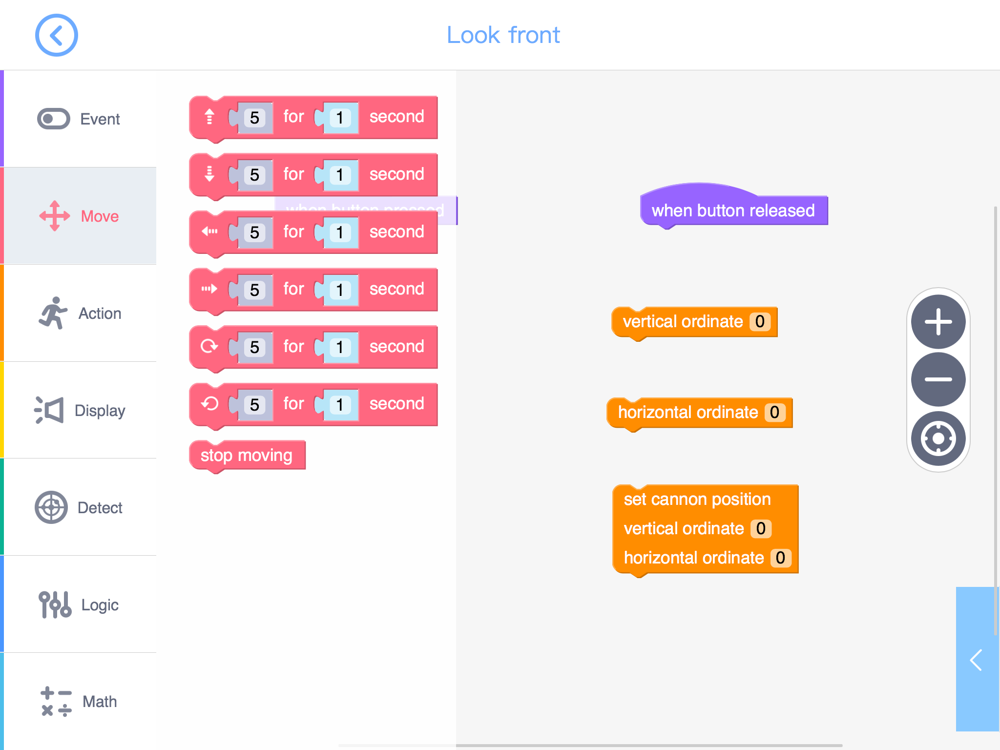 Look front
Event
Move
Action
Display
Detect
Logic
Math
5 for 1 second
5 for 1 second
when button pressed
5 for 1 second
5 for 1 second
5 for 1 second
5 for 1 second
stop moving
when button released
vertical ordinate 0
horizontal ordinate 0
set cannon position
vertical ordinate 0
horizontal ordinate 0